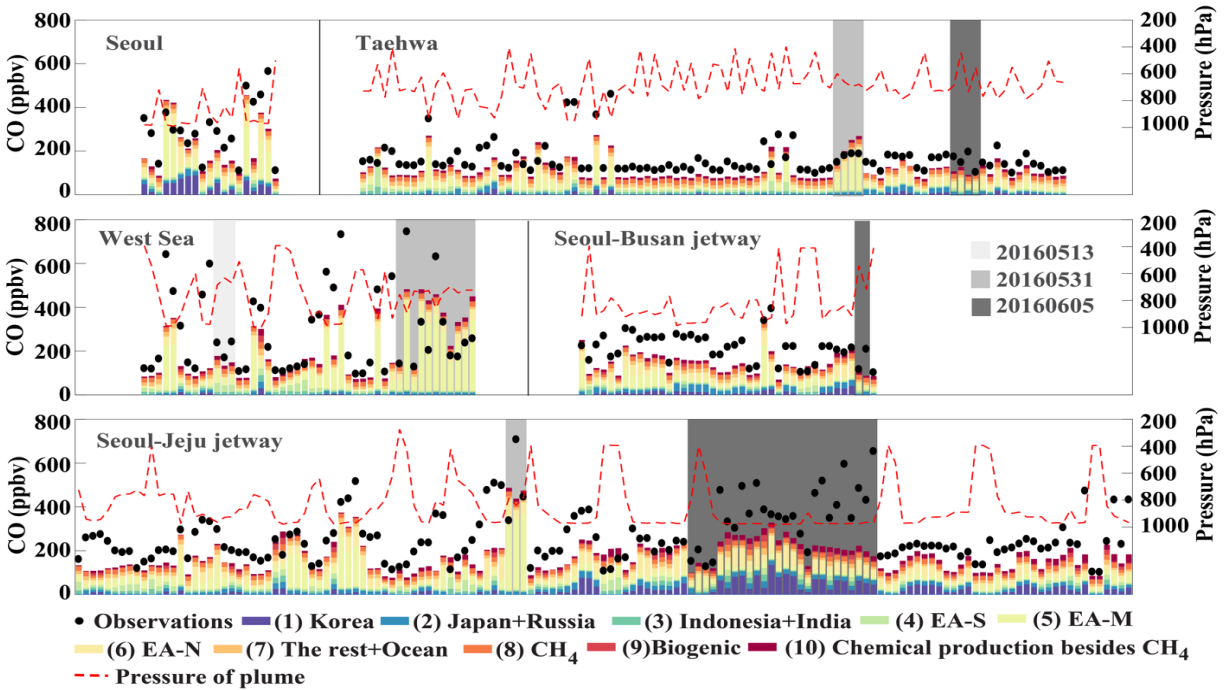 800
600
400
200
0
CO (ppbv)
Seoul
Taehwa
200
400
600
800
1000
Pressure (hPa)
800
600
400
200
0
CO (ppbv)
West Sea
Seoul-Busan jetway
20160513
20160531
20160605
200
400
600
800
1000
Pressure (hPa)
800
600
400
200
0
CO (ppbv)
Seoul-Jeju jetway
200
400
600
800
1000
Pressure (hPa)
Observations (1) Korea (2) Japan+Russia (3) Indonesia+India (4) EA-S (5) EA-M
(6) EA-N (7) The rest+Ocean (8) CH4 (9)Biogenic (10) Chemical production besides CH4
Pressure of plume